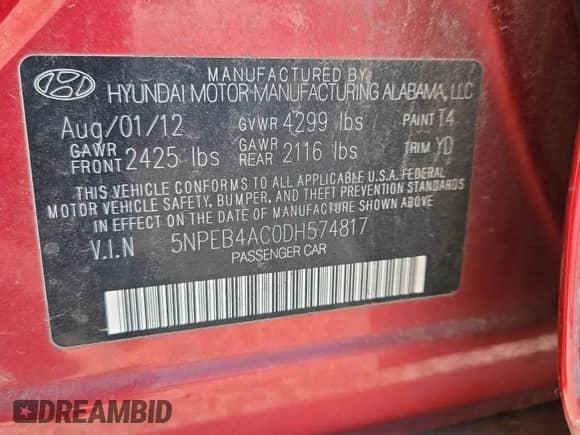 MANUFACTURED BY
HYUNDAI MOTOR MANUFACTURING ALABAMA, LLC
Aug/01/12 GVWR 4299 lbs PAINT T4
GAWR FRONT 2425 lbs GAWR REAR 2116 lbs TRIM YD
THIS VEHICLE CONFORMS TO ALL APPLICABLE U.S.A. FEDERAL
MOTOR VEHICLE SAFETY, BUMPER, AND THEFT PREVENTION STANDARDS
IN EFFECT ON THE DATE OF MANUFACTURE SHOWN ABOVE.
V.I.N 5NPEB4AC0DH574817
PASSENGER CAR
DREAMBID